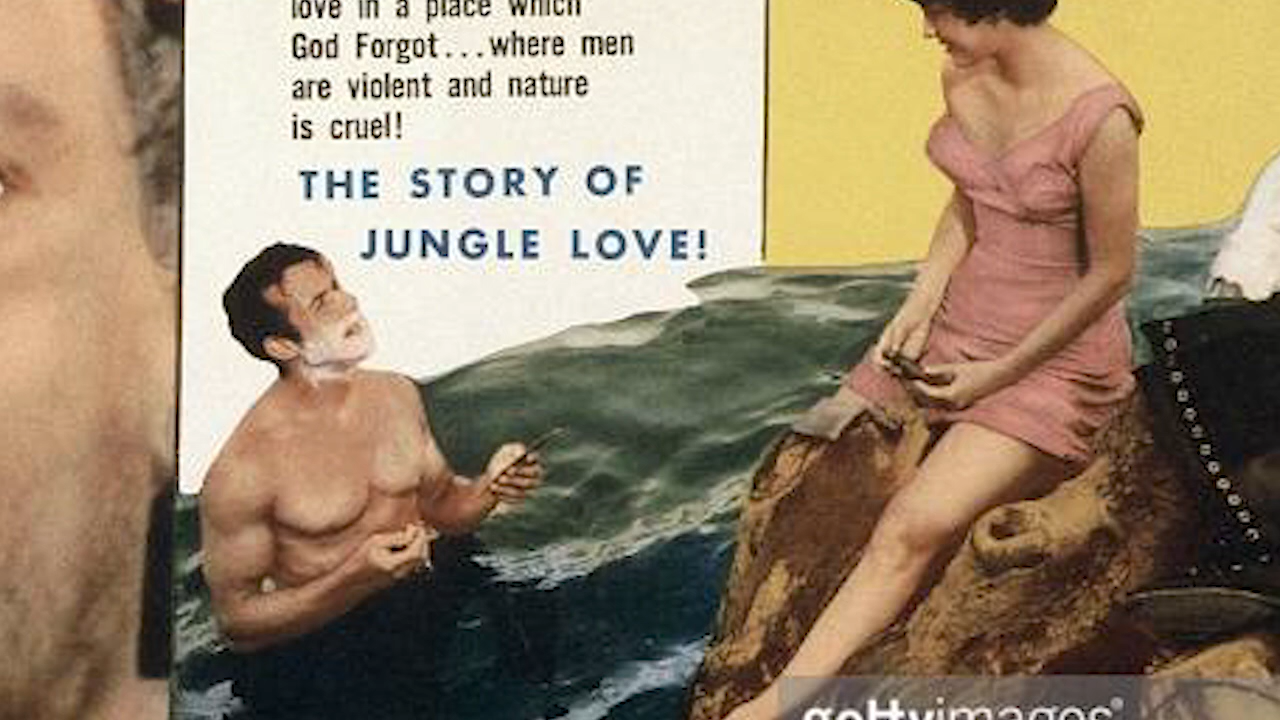 love in a place which
God Forgot...where men
are violent and nature
is cruel!
THE STORY OF
JUNGLE LOVE!
gettyimages®